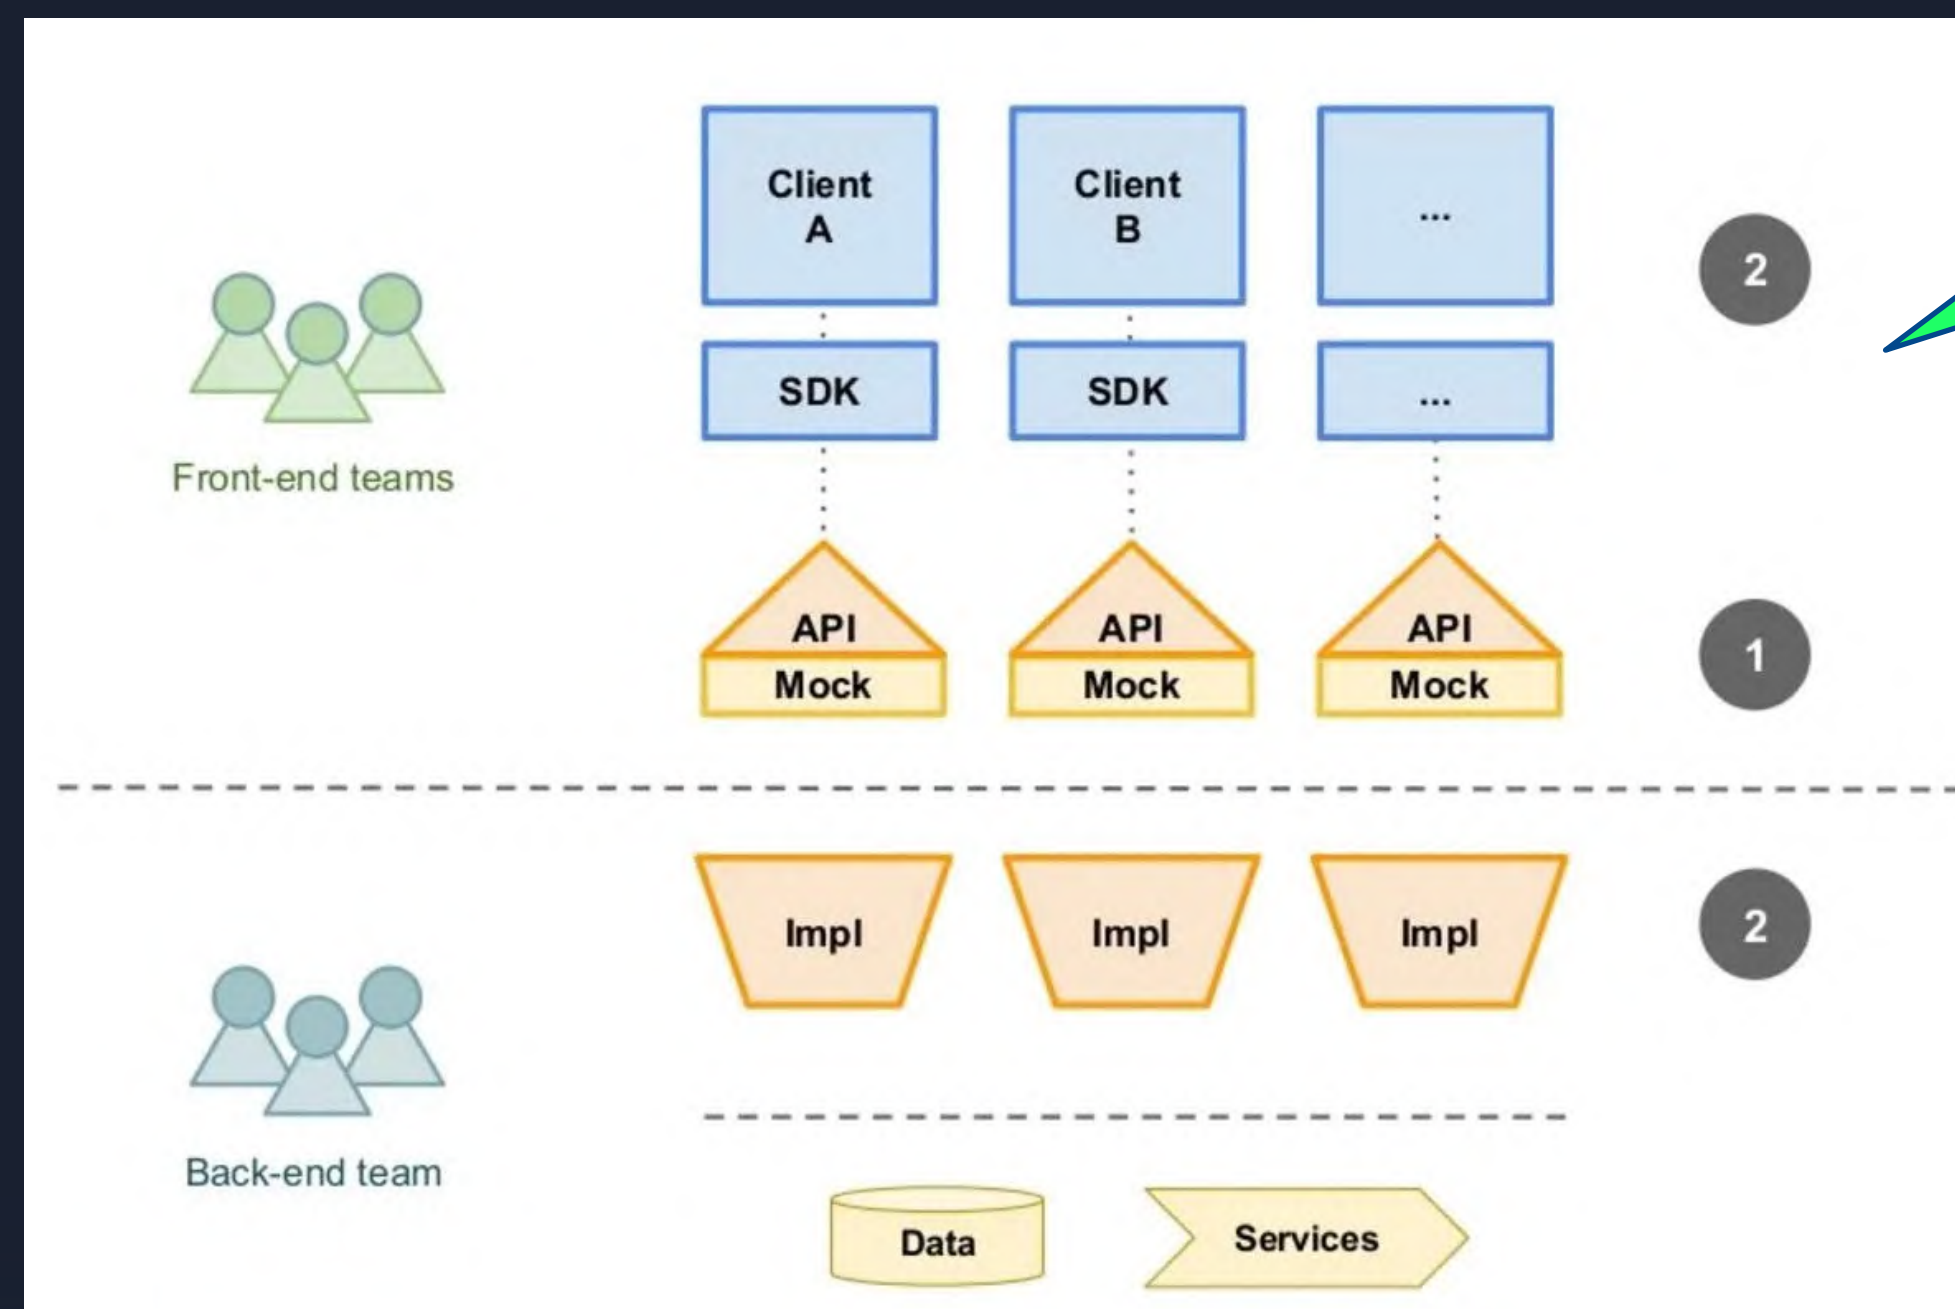 Client
A
Client
B
...
2
SDK
SDK
...
Front-end teams
API
API
API
1
Mock
Mock
Mock
Impl
Impl
Impl
2
Back-end team
Data
Services